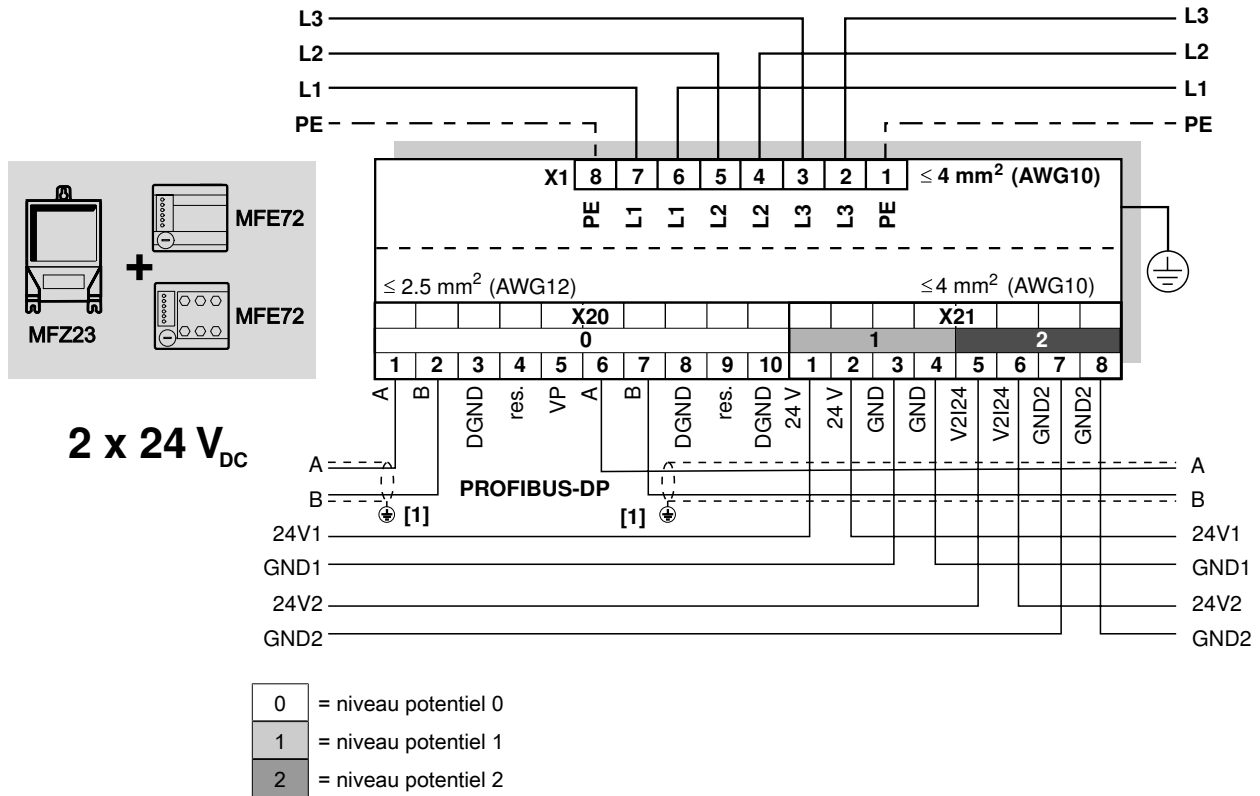 L3 L3
L2 L2
L1 L1
PE PE
X1 8 7 6 5 4 3 2 1 ≤ 4 mm² (AWG10)
PE L1 L1 L2 L2 L3 L3 PE
MFE72
+
MFE72
MFZ23
≤ 2.5 mm² (AWG12) ≤4 mm² (AWG10)
X20 X21
0 1 2
1 2 3 4 5 6 7 8 9 10 1 2 3 4 5 6 7 8
A B DGND res. VP A B DGND res. DGND 24 V 24 V GND GND V2I24 V2I24 GND2 GND2
2 x 24 V DC
A A
PROFIBUS-DP
B B
[1] [1]
24V1 24V1
GND1 GND1
24V2 24V2
GND2 GND2
0 = niveau potentiel 0
1 = niveau potentiel 1
2 = niveau potentiel 2